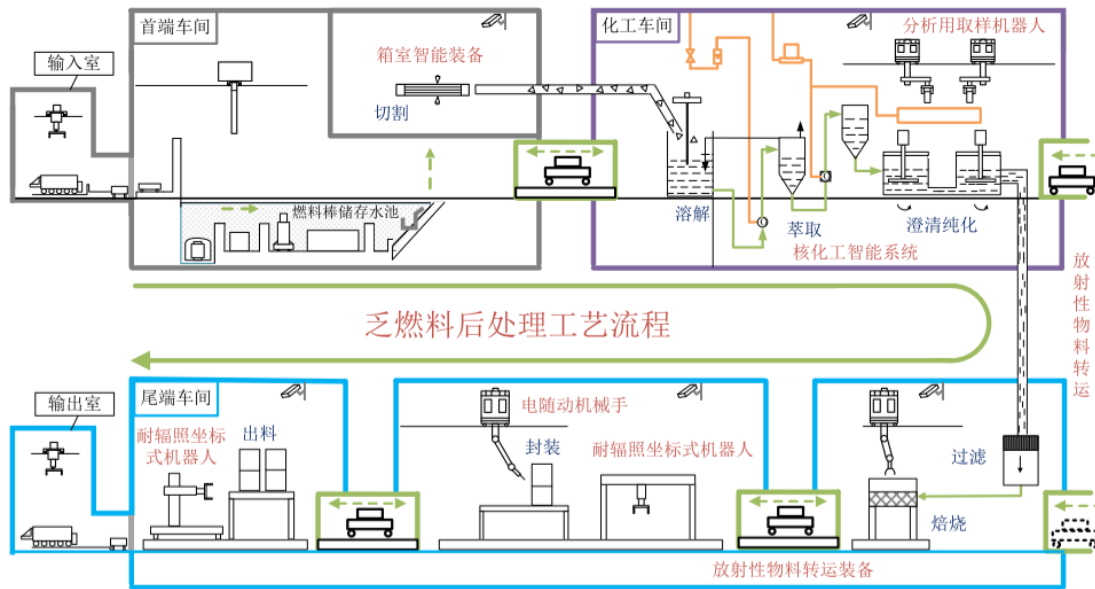 首端车间
化工车间
分析用取样机器人
输入室
箱室智能装备
切割
燃料棒储存水池
溶解
萃取
澄清纯化
核化工智能系统
放射性物料转运
乏燃料后处理工艺流程
输出室
尾端车间
耐辐照坐标
式机器人
出料
电随动机械手
封装
耐辐照坐标式机器人
过滤
焙烧
放射性物料转运装备